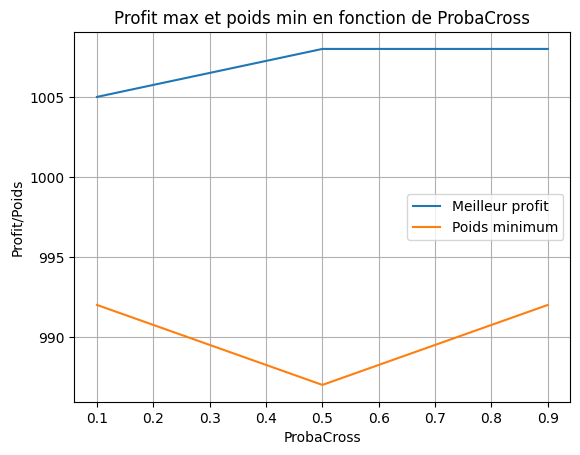 Profit max et poids min en fonction de ProbaCross
Profit/Poids
1005
1000
995
990
Meilleur profit
Poids minimum
0.1 0.2 0.3 0.4 0.5 0.6 0.7 0.8 0.9
ProbaCross